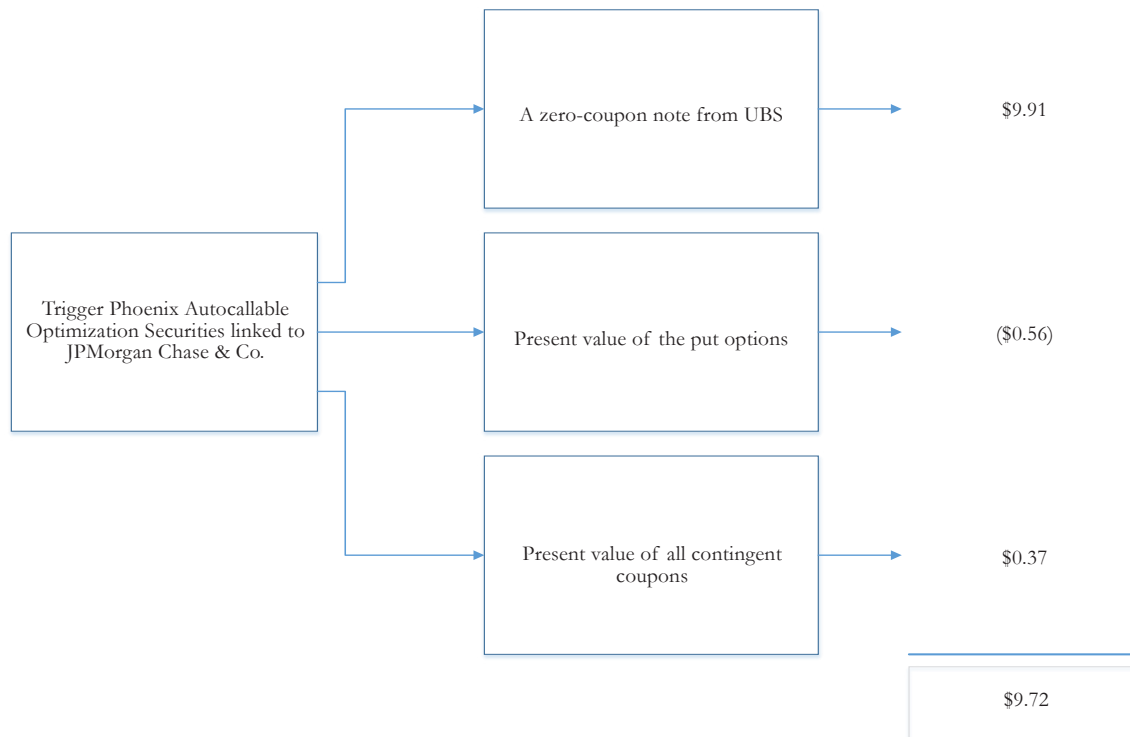 A zero-coupon note from UBS
$9.91
Trigger Phoenix Autocallable
Optimization Securities linked to
JPMorgan Chase & Co.
Present value of the put options
($0.56)
Present value of all contingent
coupons
$0.37
$9.72